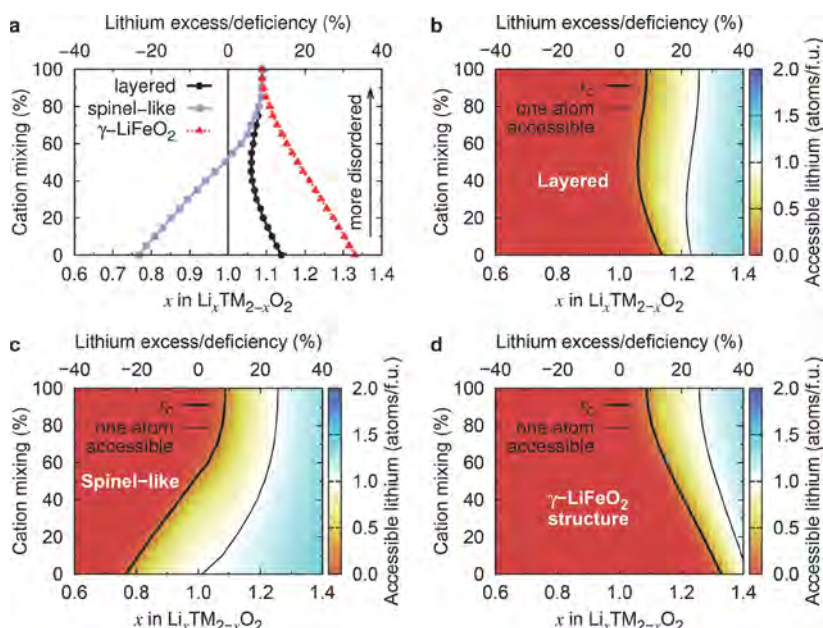 a
Lithium excess/deficiency (%)
-40 -20 0 20 40
Cation mixing (%)
100
80
60
40
20
0
layered
spinel-like
γ-LiFeO2
more disordered
0.6 0.8 1.0 1.1 1.2 1.3 1.4
x in LixTM2-xO2
b
Lithium excess/deficiency (%)
-40 -20 0 20 40
Cation mixing (%)
100
80
60
40
20
0
one atom
accessible
Layered
0.6 0.8 1.0 1.2 1.4
x in LixTM2-xO2
2.0
1.5
1.0
0.5
0.0
Accessible lithium (atoms/f.u.)
c
Lithium excess/deficiency (%)
-40 -20 0 20 40
Cation mixing (%)
100
80
60
40
20
0
one atom
accessible
Spinel-like
0.6 0.8 1.0 1.2 1.4
x in LixTM2-xO2
2.0
1.5
1.0
0.5
0.0
Accessible lithium (atoms/f.u.)
d
Lithium excess/deficiency (%)
-40 -20 0 20 40
Cation mixing (%)
100
80
60
40
20
0
one atom
accessible
γ-LiFeO2
structure
0.6 0.8 1.0 1.2 1.4
x in LixTM2-xO2
2.0
1.5
1.0
0.5
0.0
Accessible lithium (atoms/f.u.)